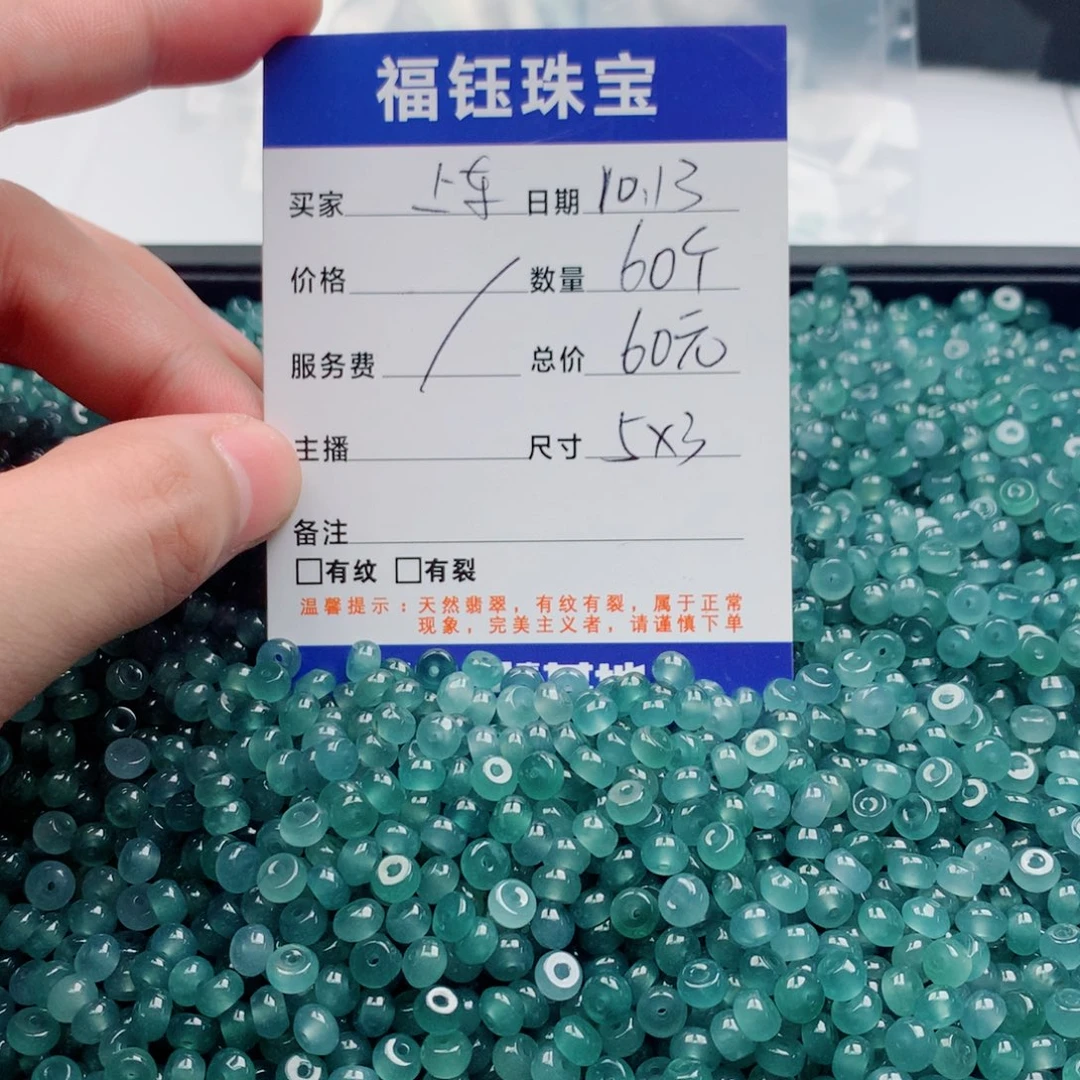 福钰珠宝
买家 上车 日期 10.13
价格 数量 60个
服务费 总价 60元
主播 尺寸 5X3
备注
□有纹 □有裂
温馨提示：天然翡翠，有纹有裂，属于正常
现象，完美主义者，请谨慎下单